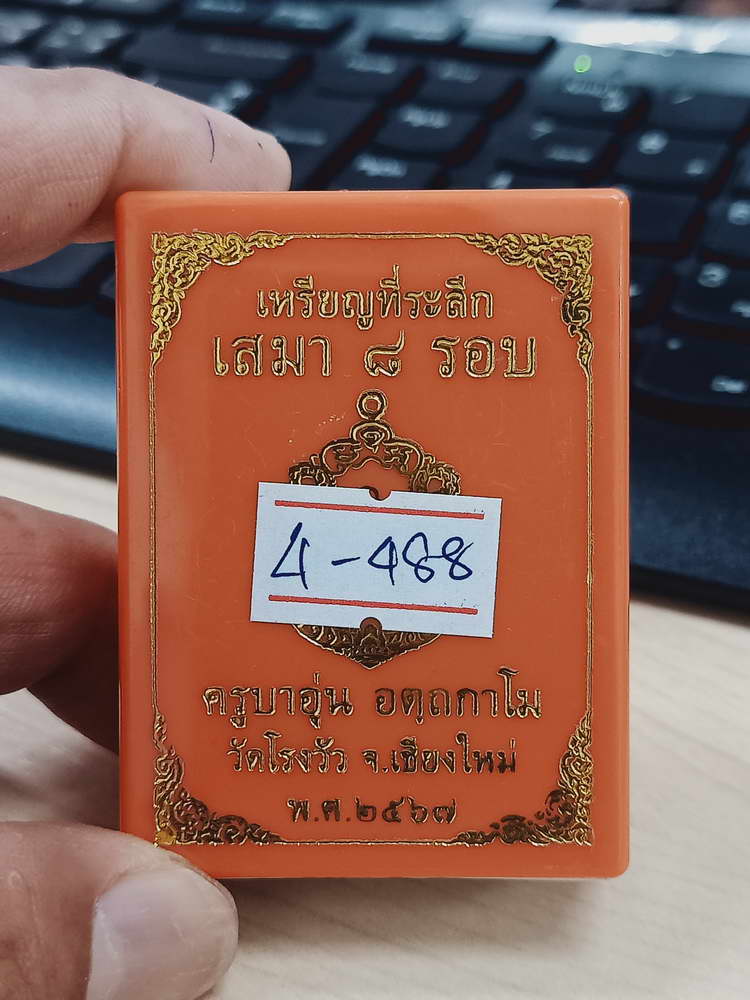 เหรียญที่ระลึก
เสมา ๘ รอบ
4-488
ครูบาอุ่น อตุถกาโม
วัดโรงวัว จ.เชียงใหม่
พ.ศ.๒๕๖๗